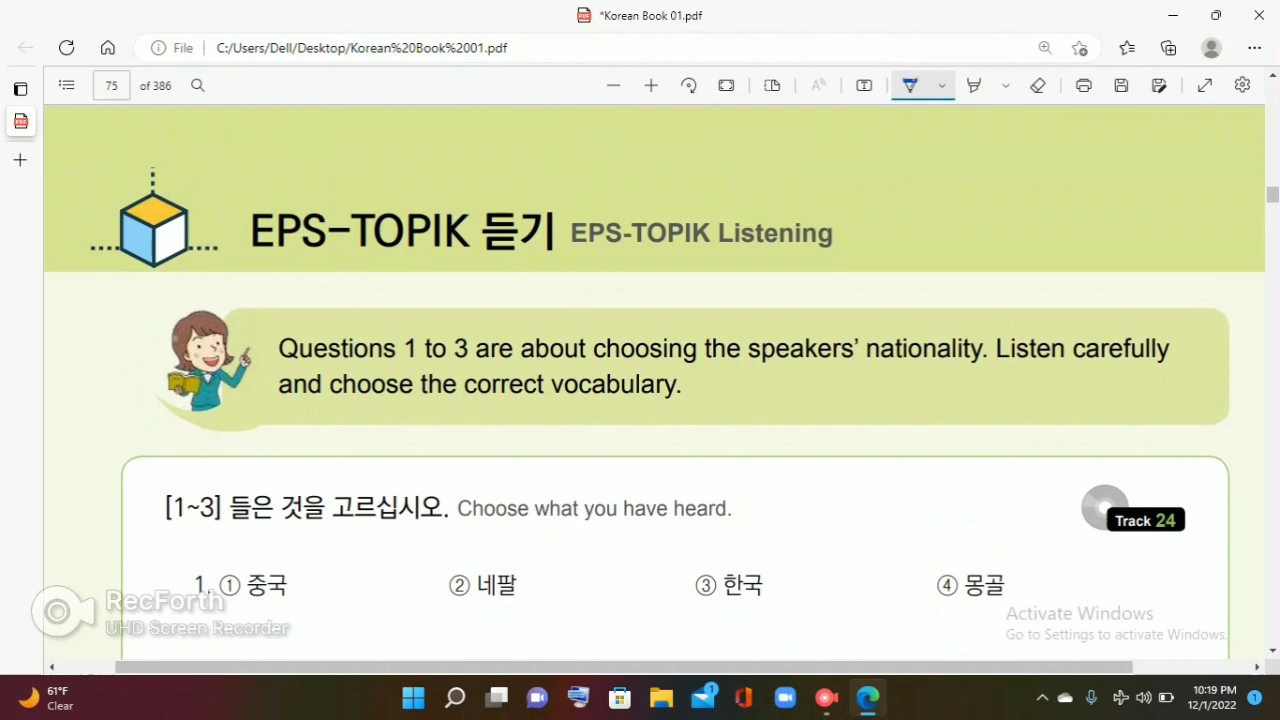 *Korean Book 01.pdf
File C:/Users/Dell/Desktop/Korean%20Book%2001.pdf
75 of 386
EPS-TOPIK 듣기 EPS-TOPIK Listening
Questions 1 to 3 are about choosing the speakers’ nationality. Listen carefully
and choose the correct vocabulary.
[1~3] 들은 것을 고르십시오. Choose what you have heard.
Track 24
1. ① 중국 ② 네팔 ③ 한국 ④ 몽골
RecForth
UHD Screen Recorder
Activate Windows
Go to Settings to activate Windows.
61°F
Clear
1
10:19 PM
12/1/2022
1